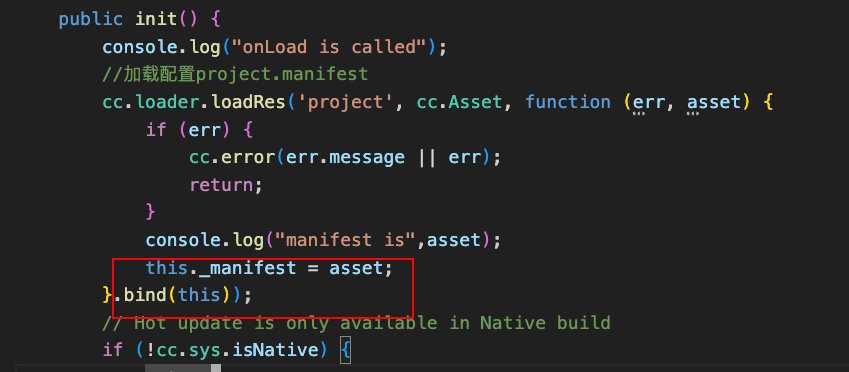 public init() {
console.log("onLoad is called");
//加载配置project.manifest
cc.loader.loadRes('project', cc.Asset, function (err, asset) {
if (err) {
cc.error(err.message || err);
return;
}
console.log("manifest is",asset);
this._manifest = asset;
}.bind(this));
// Hot update is only available in Native build
if (!cc.sys.isNative) {